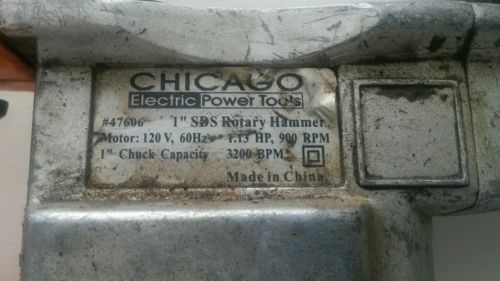 CHICAGO
Electric Power Tools
#47606 1" SDS Rotary Hammer
Motor: 120 V, 60Hz 1.13 HP, 900 RPM
1" Chuck Capacity 3200 BPM
Made in China.